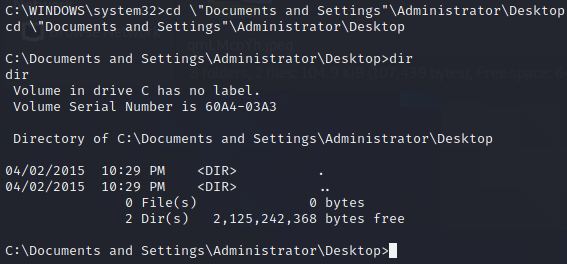 C:\WINDOWS\system32>cd \"Documents and Settings"\Administrator\Desktop
cd \"Documents and Settings"\Administrator\Desktop
C:\Documents and Settings\Administrator\Desktop>dir
dir
 Volume in drive C has no label.
 Volume Serial Number is 60A4-03A3
 Directory of C:\Documents and Settings\Administrator\Desktop
04/02/2015  10:29 PM    <DIR>          .
04/02/2015  10:29 PM    <DIR>          ..
               0 File(s)              0 bytes
               2 Dir(s)   2,125,242,368 bytes free
C:\Documents and Settings\Administrator\Desktop>